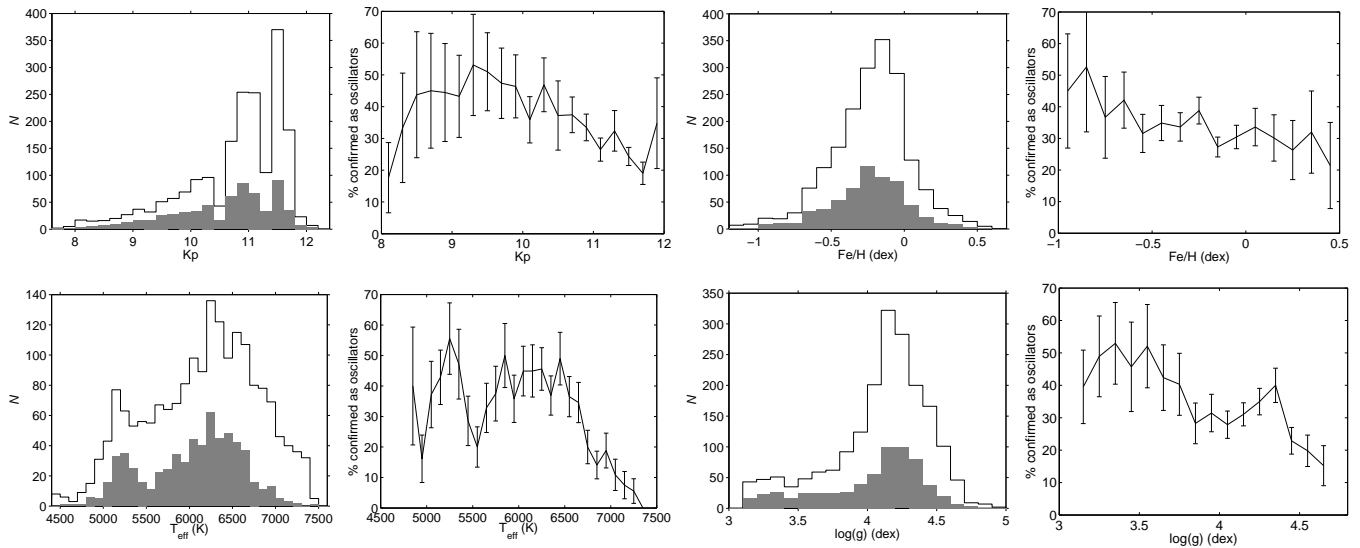 N
400
350
300
250
200
150
100
50
0
8 9 10 11 12
Kp
% confirmed as oscillators
70
60
50
40
30
20
10
0
8 9 10 11 12
Kp
N
400
350
300
250
200
150
100
50
0
−1 −0.5 0 0.5
Fe/H (dex)
% confirmed as oscillators
70
60
50
40
30
20
10
0
−1 −0.5 0 0.5
Fe/H (dex)
N
140
120
100
80
60
40
20
0
4500 5000 5500 6000 6500 7000 7500
T_eff (K)
% confirmed as oscillators
70
60
50
40
30
20
10
0
4500 5000 5500 6000 6500 7000 7500
T_eff (K)
N
350
300
250
200
150
100
50
0
3 3.5 4 4.5 5
log(g) (dex)
% confirmed as oscillators
70
60
50
40
30
20
10
0
3 3.5 4 4.5
log(g) (dex)